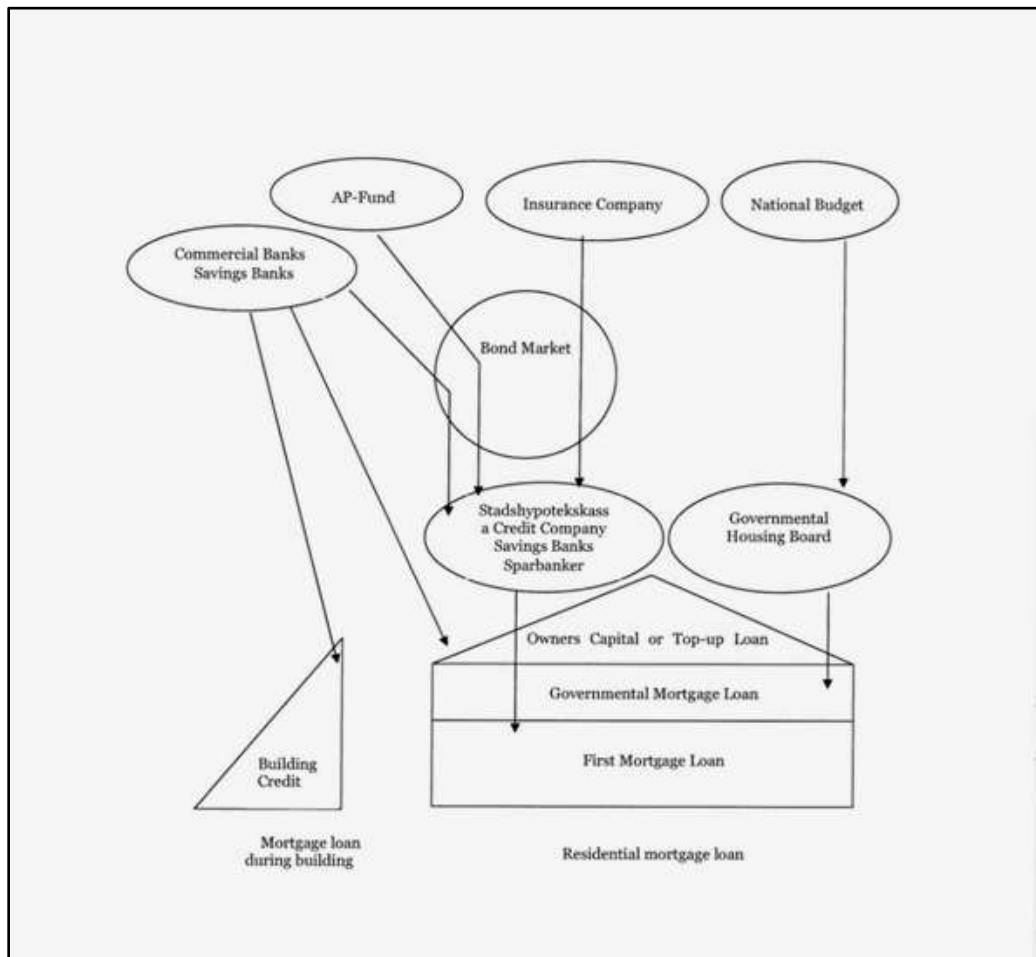 AP-Fund
Insurance Company
National Budget
Commercial Banks
Savings Banks
Bond Market
Stadshypotekskass
a Credit Company
Savings Banks
Sparbanker
Governmental
Housing Board
Owners Capital or Top-up Loan
Governmental Mortgage Loan
First Mortgage Loan
Building
Credit
Mortgage loan
during building
Residential mortgage loan